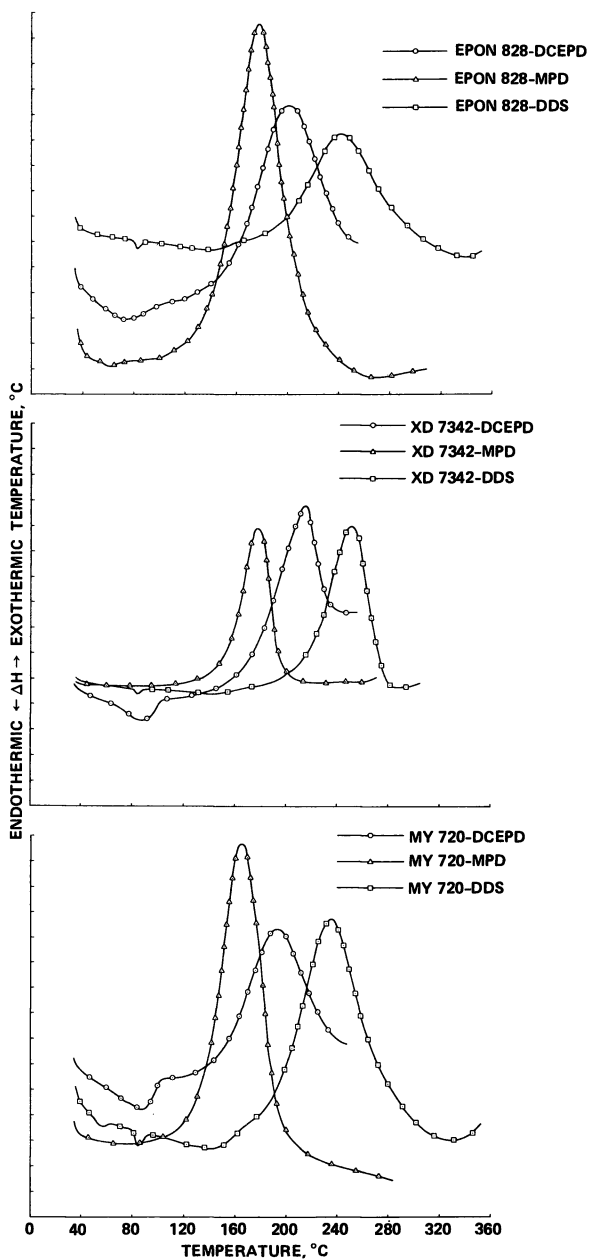 EPON 828-DCEPD
EPON 828-MPD
EPON 828-DDS
XD 7342-DCEPD
XD 7342-MPD
XD 7342-DDS
ENDOTHERMIC ← ΔH → EXOTHERMIC TEMPERATURE, °C
MY 720-DCEPD
MY 720-MPD
MY 720-DDS
0 40 80 120 160 200 240 280 320 360
TEMPERATURE, °C